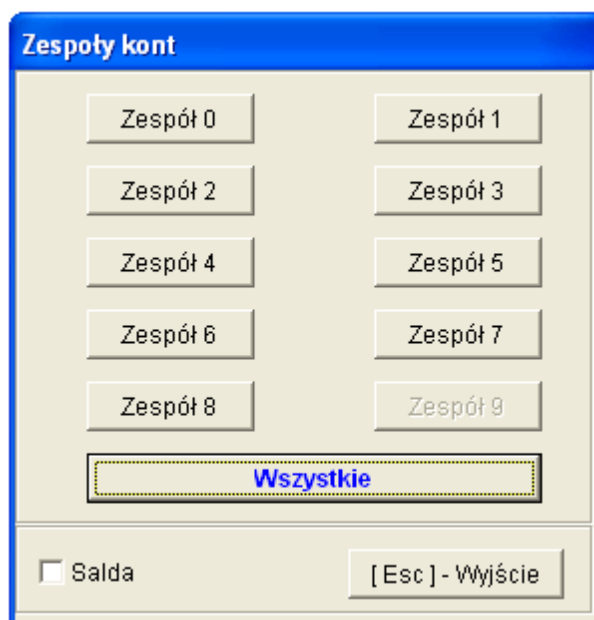 Zespoły kont
Zespół 0 Zespół 1
Zespół 2 Zespół 3
Zespół 4 Zespół 5
Zespół 6 Zespół 7
Zespół 8 Zespół 9
Wszystkie
Salda [ Esc ] - Wyjście